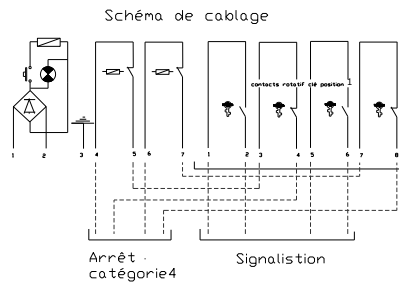 Schéma de cablage
contacts rotatif clé position 1
1 2 3 4 5 6 7 1 2 3 4 5 6 7 8
Arrêt
catégorie4
Signalistion